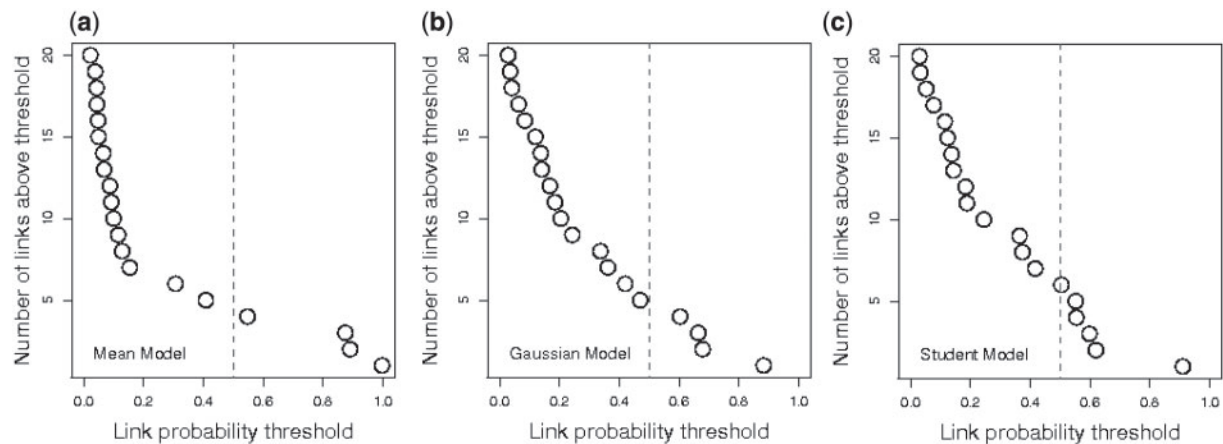 (a)
Number of links above threshold
20
15
10
5
Mean Model
0.0 0.2 0.4 0.6 0.8 1.0
Link probability threshold
(b)
Number of links above threshold
20
15
10
5
Gaussian Model
0.0 0.2 0.4 0.6 0.8 1.0
Link probability threshold
(c)
Number of links above threshold
20
15
10
5
Student Model
0.0 0.2 0.4 0.6 0.8 1.0
Link probability threshold